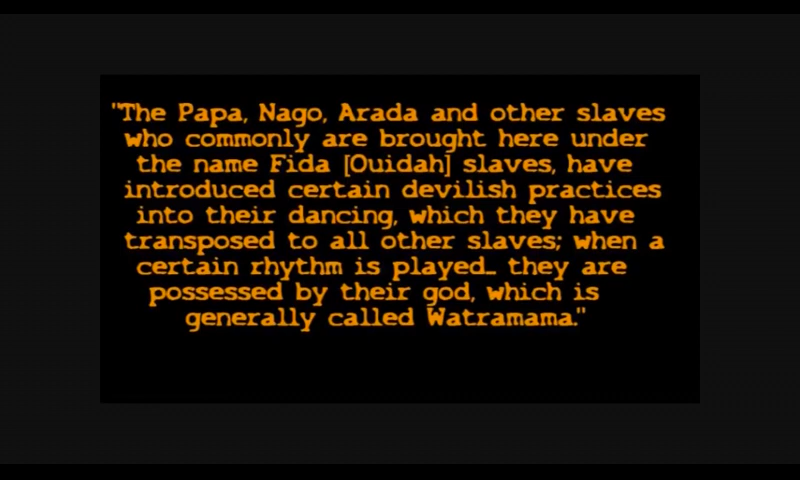 "The Papa, Nago, Arada and other slaves
who commonly are brought here under
the name Fida [Ouidah] slaves, have
introduced certain devilish practices
into their dancing, which they have
transposed to all other slaves; when a
certain rhythm is played... they are
possessed by their god, which is
generally called Watramama."